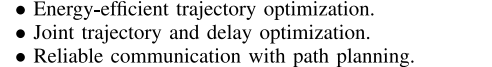 • Energy-efficient trajectory optimization.
• Joint trajectory and delay optimization.
• Reliable communication with path planning.